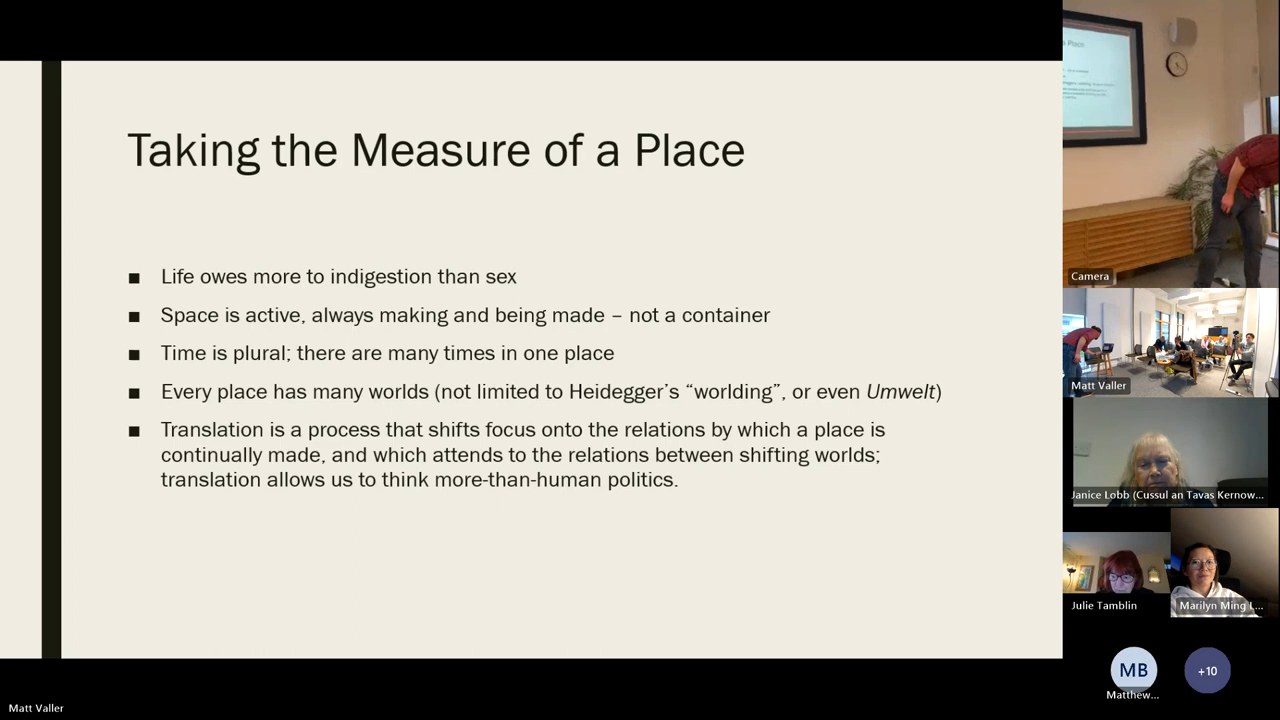 Taking the Measure of a Place
■ Life owes more to indigestion than sex
■ Space is active, always making and being made – not a container
■ Time is plural; there are many times in one place
■ Every place has many worlds (not limited to Heidegger’s “worlding”, or even Umwelt)
■ Translation is a process that shifts focus onto the relations by which a place is
continually made, and which attends to the relations between shifting worlds;
translation allows us to think more-than-human politics.
Camera
Matt Valler
Janice Lobb (Cussul an Tavas Kernow...
Julie Tamblin
Marilyn Ming L...
MB
+10
Matthew...
Matt Valler